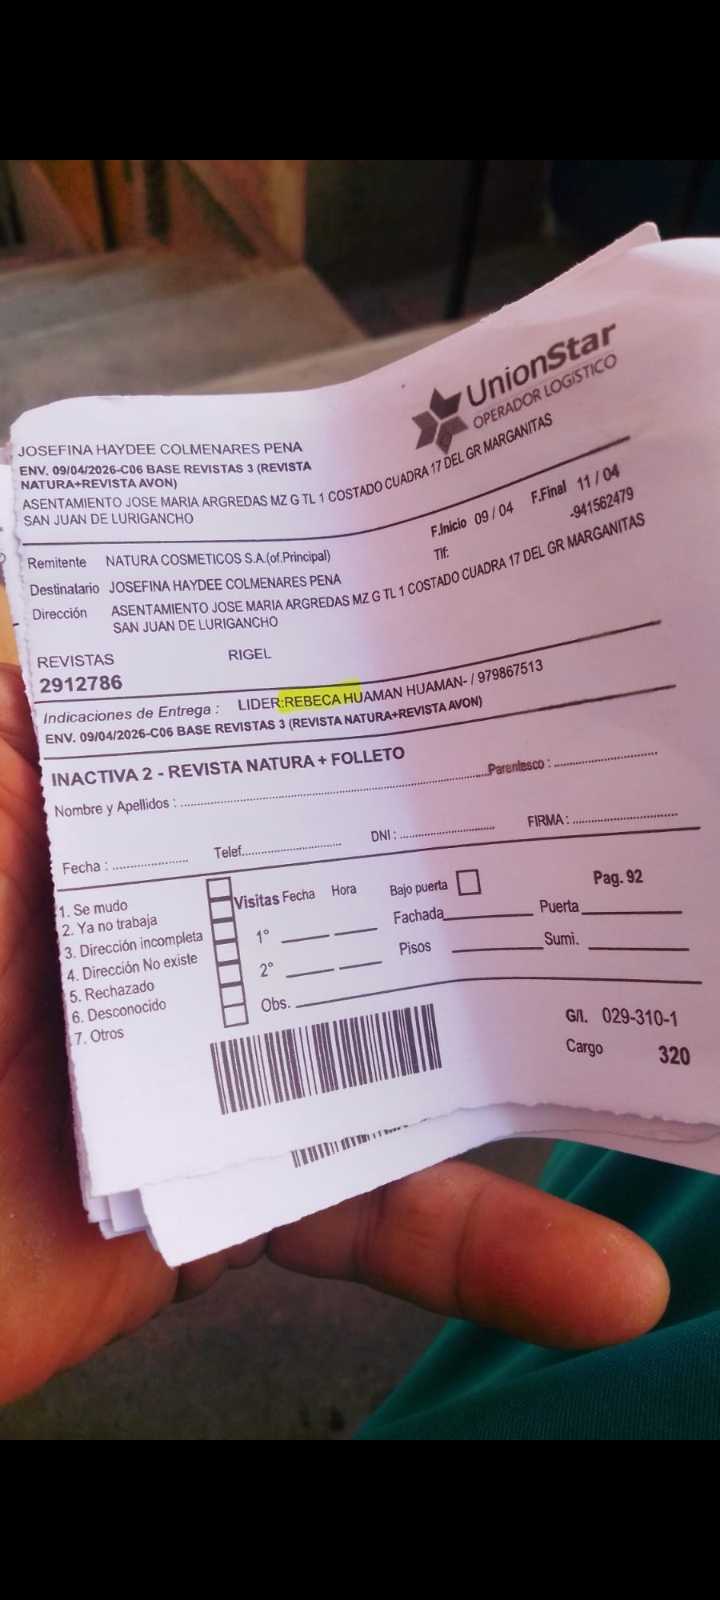 UnionStar
OPERADOR LOGÍSTICO
JOSEFINA HAYDEE COLMENARES PENA
ENV. 09/04/2026-C06 BASE REVISTAS 3 (REVISTA
NATURA+REVISTA AVON)
ASENTAMIENTO JOSE MARIA ARGREDAS MZ G TL 1 COSTADO CUADRA 17 DEL GR MARGANITAS
SAN JUAN DE LURIGANCHO
F.Inicio 09 / 04 F.Final 11 / 04
Remitente NATURA COSMETICOS S.A.(of.Principal)
Tlf: -941562479
Destinatario JOSEFINA HAYDEE COLMENARES PENA
Dirección ASENTAMIENTO JOSE MARIA ARGREDAS MZ G TL 1 COSTADO CUADRA 17 DEL GR MARGANITAS
SAN JUAN DE LURIGANCHO
REVISTAS RIGEL
2912786
Indicaciones de Entrega : LIDER:REBECA HUAMAN HUAMAN- / 979867513
ENV. 09/04/2026-C06 BASE REVISTAS 3 (REVISTA NATURA+REVISTA AVON)
INACTIVA 2 - REVISTA NATURA + FOLLETO
Nombre y Apellidos : Parentesco :
Fecha : Telef. DNI : FIRMA :
1. Se mudo
2. Ya no trabaja
3. Dirección incompleta
4. Dirección No existe
5. Rechazado
6. Desconocido
7. Otros
Visitas Fecha Hora Bajo puerta Pag. 92
1° Fachada Puerta
2° Pisos Sumi.
Obs.
G/I. 029-310-1
Cargo 320